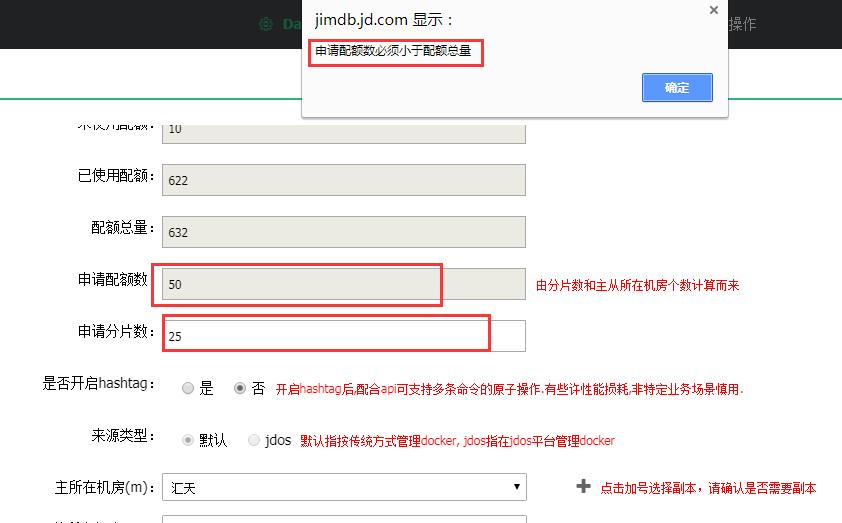 jimdb.jd.com 显示：
×
申请配额数必须小于配额总量
确定
Da
操作
未使用配额：
10
已使用配额：
622
配额总量：
632
申请配额数
50
由分片数和主从所在机房个数计算而来
申请分片数：
25
是否开启hashtag：
是
否
开启hashtag后,配合api可支持多条命令的原子操作.有些许性能损耗,非特定业务场景慎用.
来源类型：
默认
jdos
默认指按传统方式管理docker, jdos指在jdos平台管理docker
主所在机房(m)：
汇天
点击加号选择副本，请确认是否需要副本